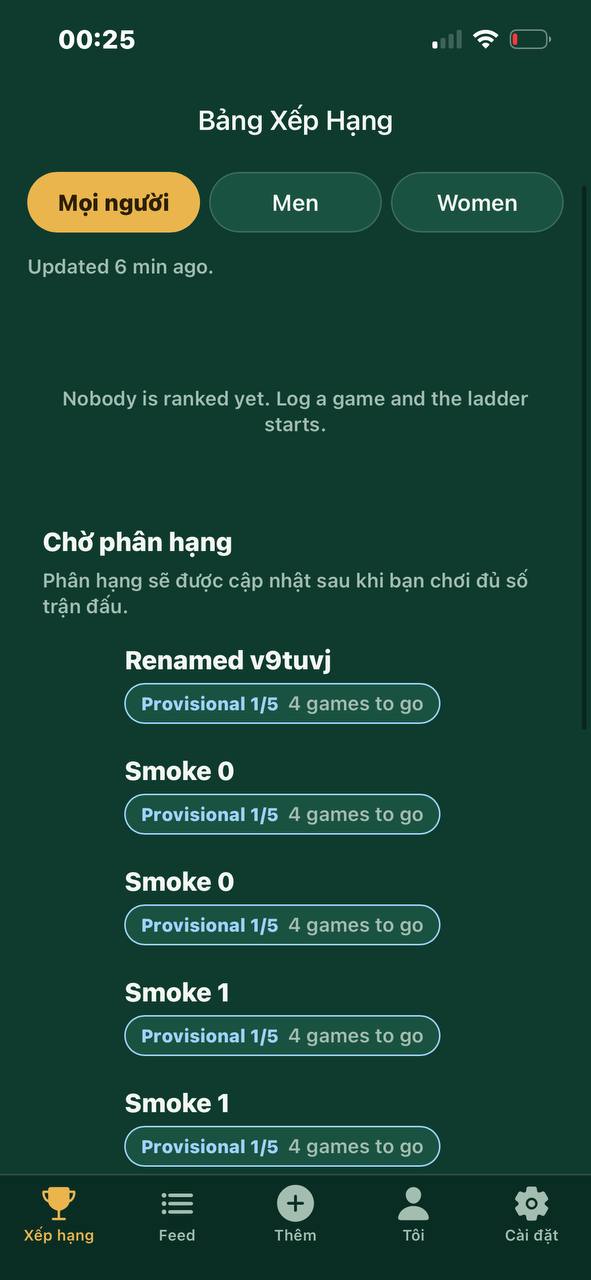 00:25
Bảng Xếp Hạng
Mọi người
Men
Women
Updated 6 min ago.
Nobody is ranked yet. Log a game and the ladder
starts.
Chờ phân hạng
Phân hạng sẽ được cập nhật sau khi bạn chơi đủ số
trận đấu.
Renamed v9tuvj
Provisional 1/5 4 games to go
Smoke 0
Provisional 1/5 4 games to go
Smoke 0
Provisional 1/5 4 games to go
Smoke 1
Provisional 1/5 4 games to go
Smoke 1
Provisional 1/5 4 games to go
Xếp hạng
Feed
Thêm
Tôi
Cài đặt